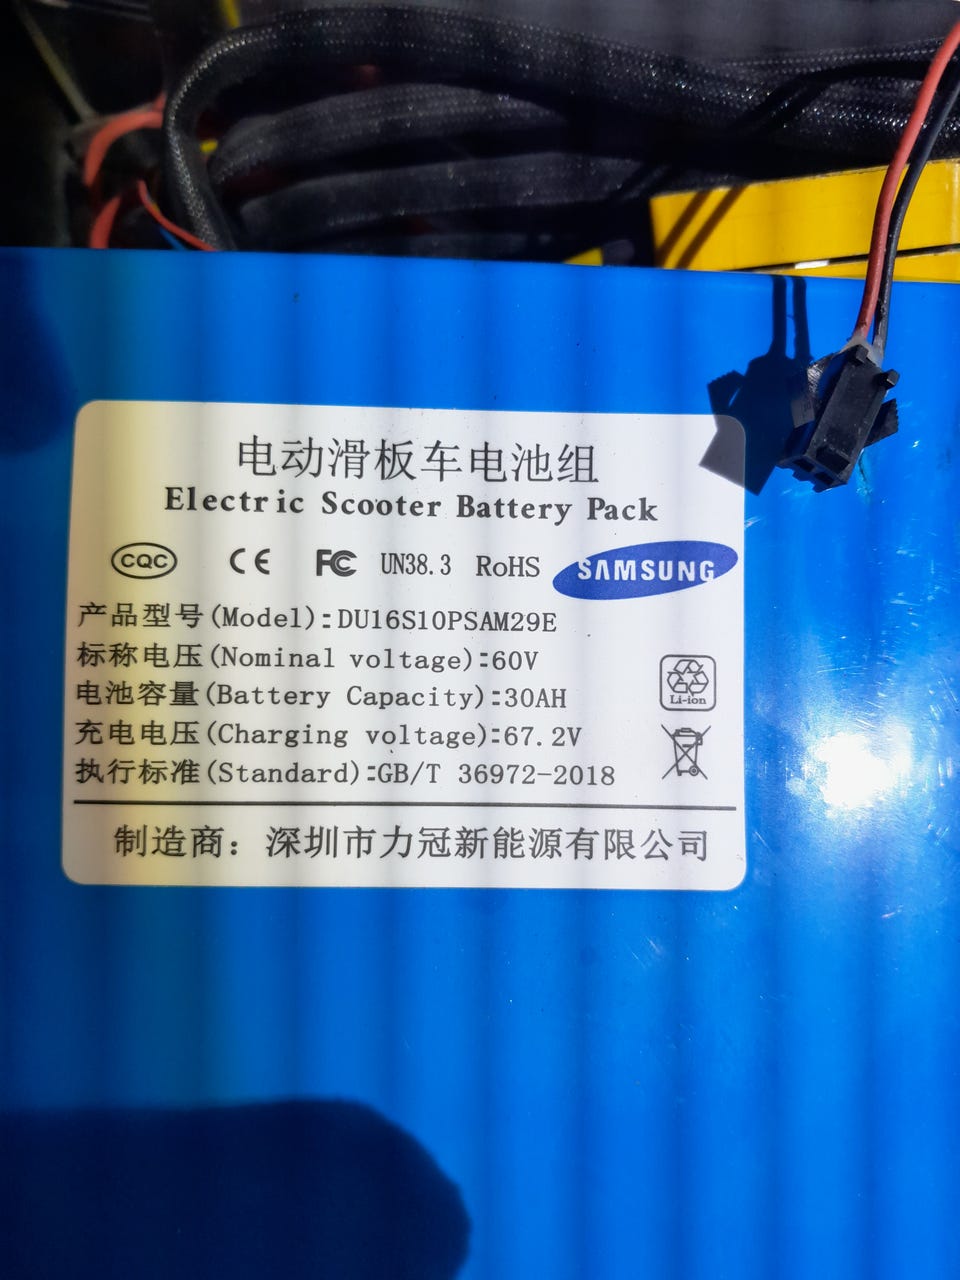 电动滑板车电池组
Electric Scooter Battery Pack
CQC CE FC UN38.3 RoHS SAMSUNG
产品型号(Model):DU16S10PSAM29E
标称电压(Nominal voltage):60V
电池容量(Battery Capacity):30AH
Li-ion
充电电压(Charging voltage):67.2V
执行标准(Standard):GB/T 36972-2018
制造商：深圳市力冠新能源有限公司